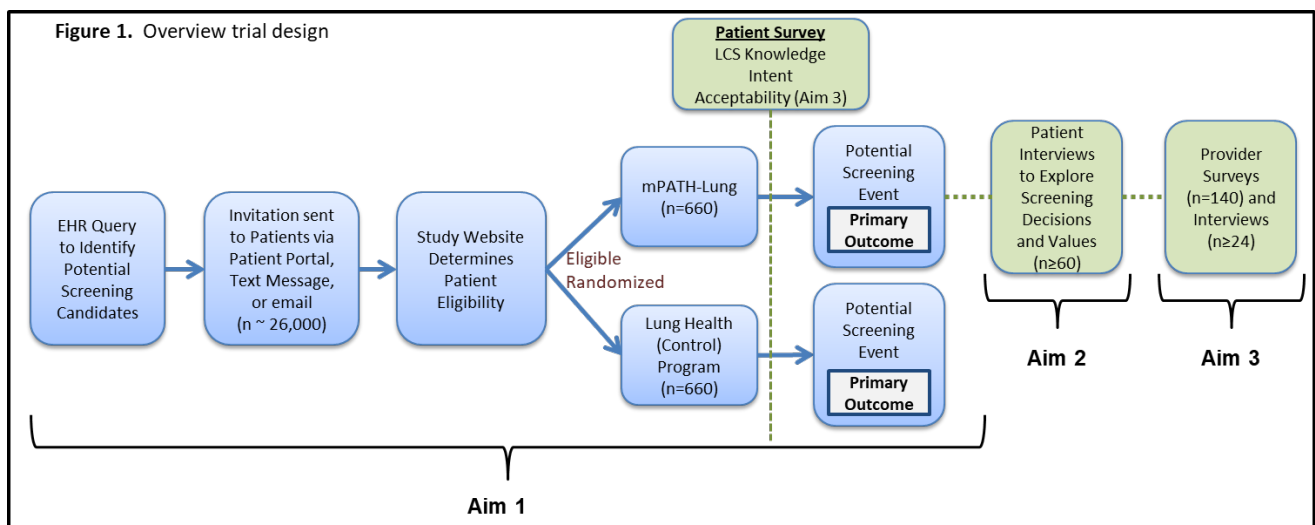 Figure 1. Overview trial design
Patient Survey
LCS Knowledge
Intent
Acceptability (Aim 3)
EHR Query
to Identify
Potential
Screening
Candidates
Invitation sent
to Patients via
Patient Portal,
Text Message,
or email
(n ~ 26,000)
Study Website
Determines
Patient
Eligibility
Eligible
Randomized
mPATH-Lung
(n=660)
Lung Health
(Control)
Program
(n=660)
Potential
Screening
Event
Primary
Outcome
Potential
Screening
Event
Primary
Outcome
Patient
Interviews
to Explore
Screening
Decisions
and Values
(n≥60)
Provider
Surveys
(n=140) and
Interviews
(n≥24)
Aim 1
Aim 2
Aim 3